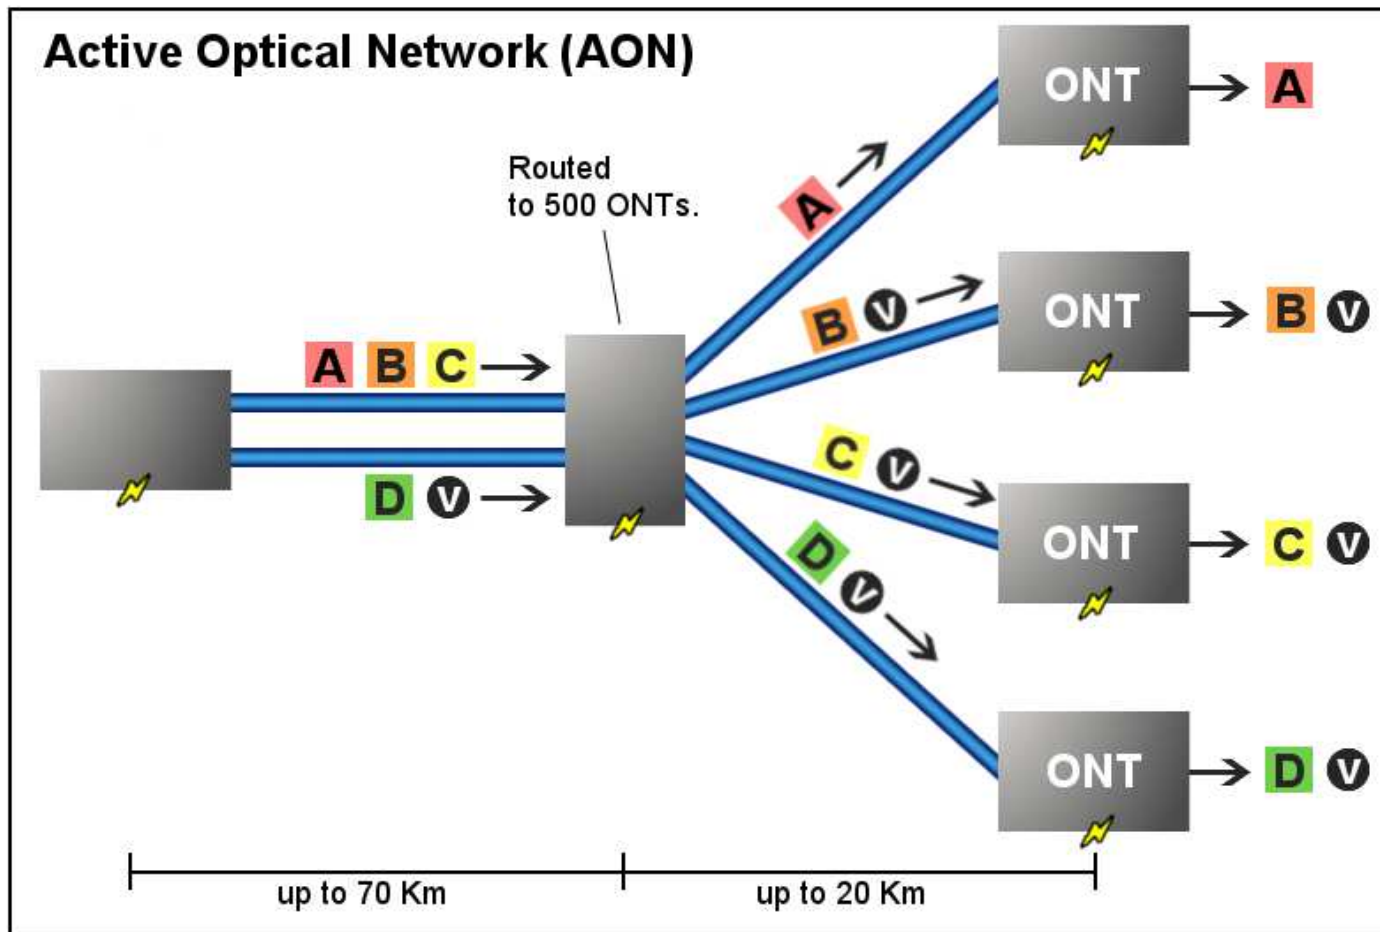 Active Optical Network (AON)
ONT A
Routed
to 500 ONTs.
A
B V
ONT B V
A B C
C V
D V
ONT C V
D V
ONT D V
up to 70 Km up to 20 Km